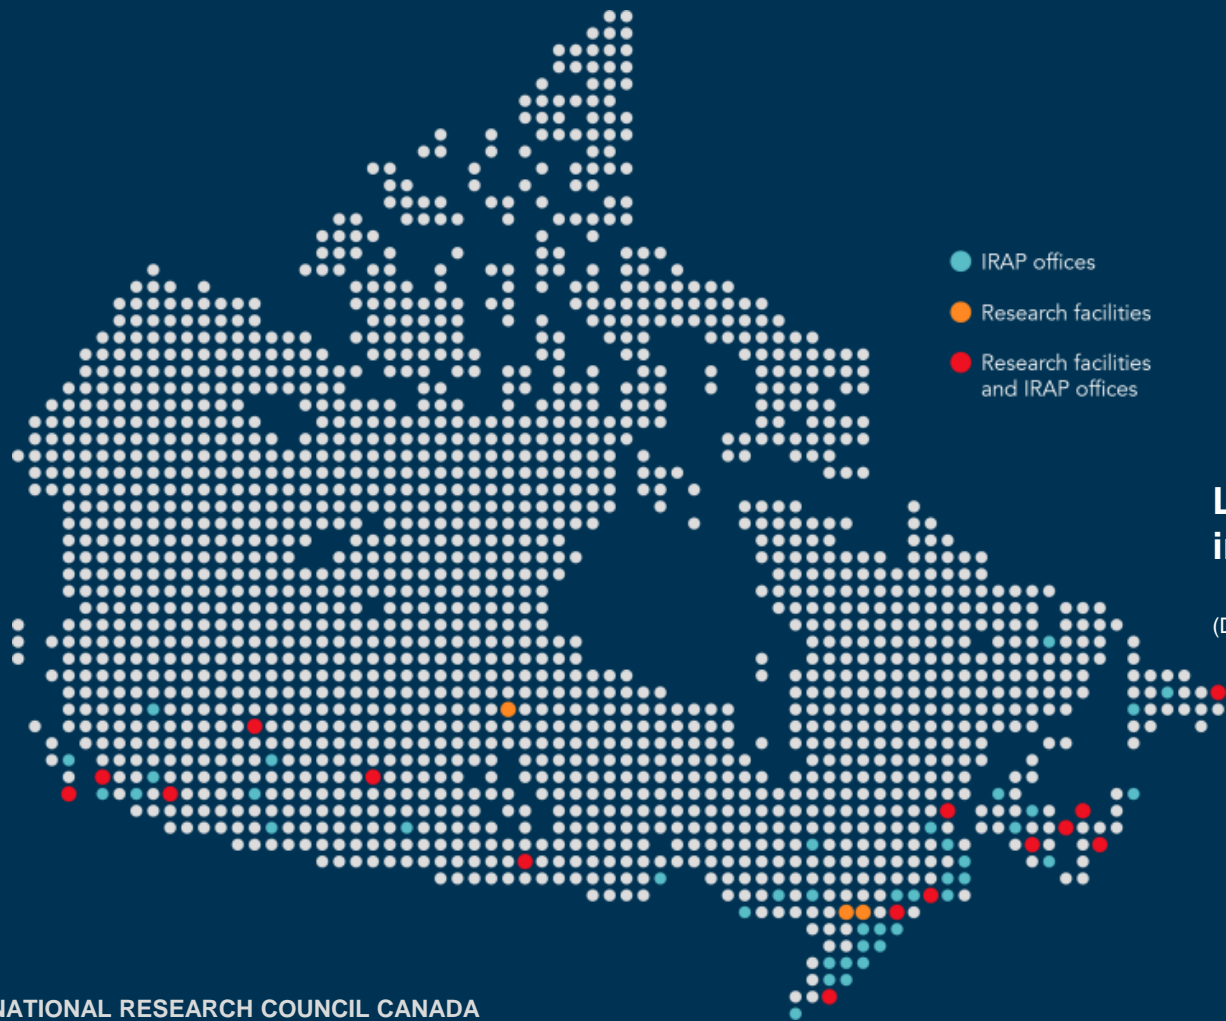 IRAP offices
Research facilities
Research facilities
and IRAP offices
NATIONAL RESEARCH COUNCIL CANADA